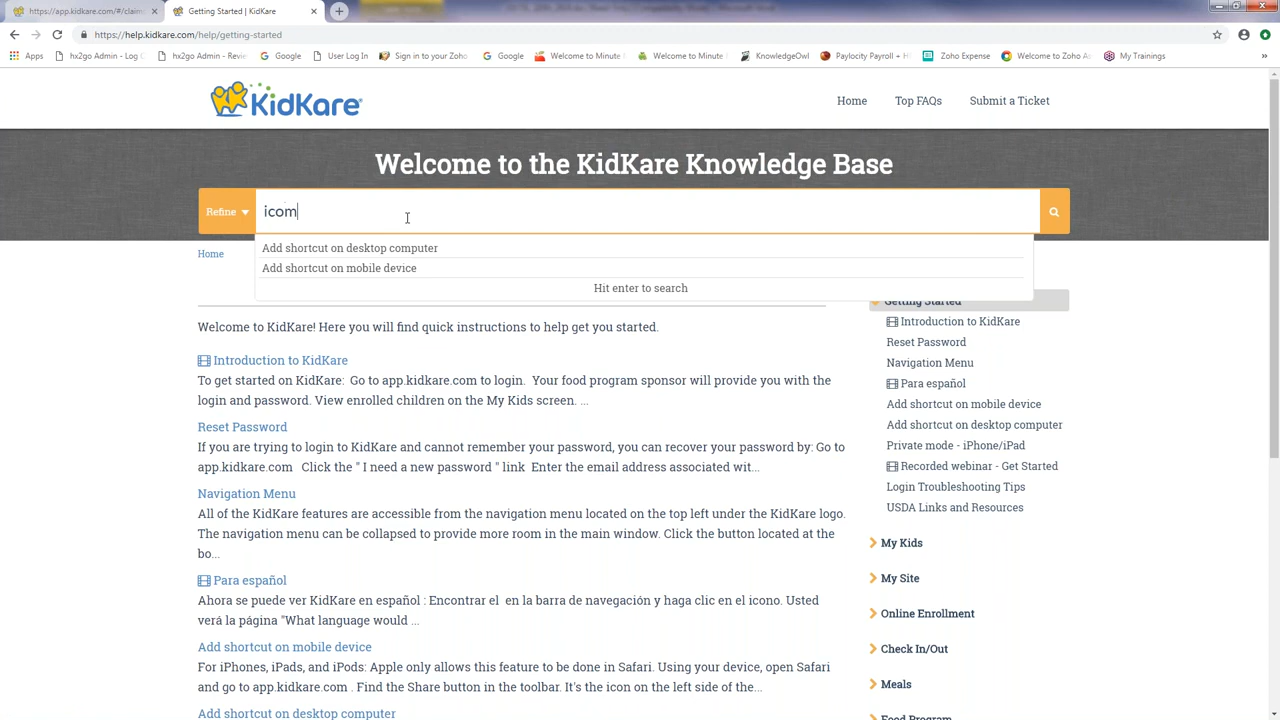 https://app.kidkare.com/#/claim
Getting Started | KidKare
https://help.kidkare.com/help/getting-started
Apps
hx2go Admin - Log
hx2go Admin - Revie
Google
User Log In
Sign in to your Zoho
Google
Welcome to Minute
Welcome to Minute
KnowledgeOwl
Paylocity Payroll + H
Zoho Expense
Welcome to Zoho As
My Trainings
KidKare
Home
Top FAQs
Submit a Ticket
Welcome to the KidKare Knowledge Base
Refine
icom
Add shortcut on desktop computer
Add shortcut on mobile device
Hit enter to search
Home
Welcome to KidKare! Here you will find quick instructions to help get you started.
Introduction to KidKare
To get started on KidKare: Go to app.kidkare.com to login. Your food program sponsor will provide you with the
login and password. View enrolled children on the My Kids screen. ...
Reset Password
If you are trying to login to KidKare and cannot remember your password, you can recover your password by: Go to
app.kidkare.com Click the " I need a new password " link Enter the email address associated wit...
Navigation Menu
All of the KidKare features are accessible from the navigation menu located on the top left under the KidKare logo.
The navigation menu can be collapsed to provide more room in the main window. Click the button located at the
bo...
Para español
Ahora se puede ver KidKare en español : Encontrar el en la barra de navegación y haga clic en el icono. Usted
verá la página "What language would ...
Add shortcut on mobile device
For iPhones, iPads, and iPods: Apple only allows this feature to be done in Safari. Using your device, open Safari
and go to app.kidkare.com . Find the Share button in the toolbar. It's the icon on the left side of the...
Add shortcut on desktop computer
Getting Started
Introduction to KidKare
Reset Password
Navigation Menu
Para español
Add shortcut on mobile device
Add shortcut on desktop computer
Private mode - iPhone/iPad
Recorded webinar - Get Started
Login Troubleshooting Tips
USDA Links and Resources
My Kids
My Site
Online Enrollment
Check In/Out
Meals
Food Program